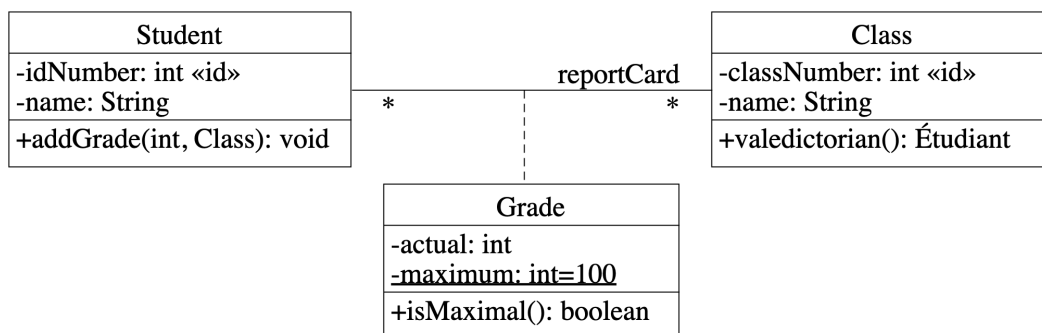 Student
-idNumber: int «id»
-name: String
+addGrade(int, Class): void
reportCard
*
*
Class
-classNumber: int «id»
-name: String
+valedictorian(): Étudiant
Grade
-actual: int
-maximum: int=100
+isMaximal(): boolean